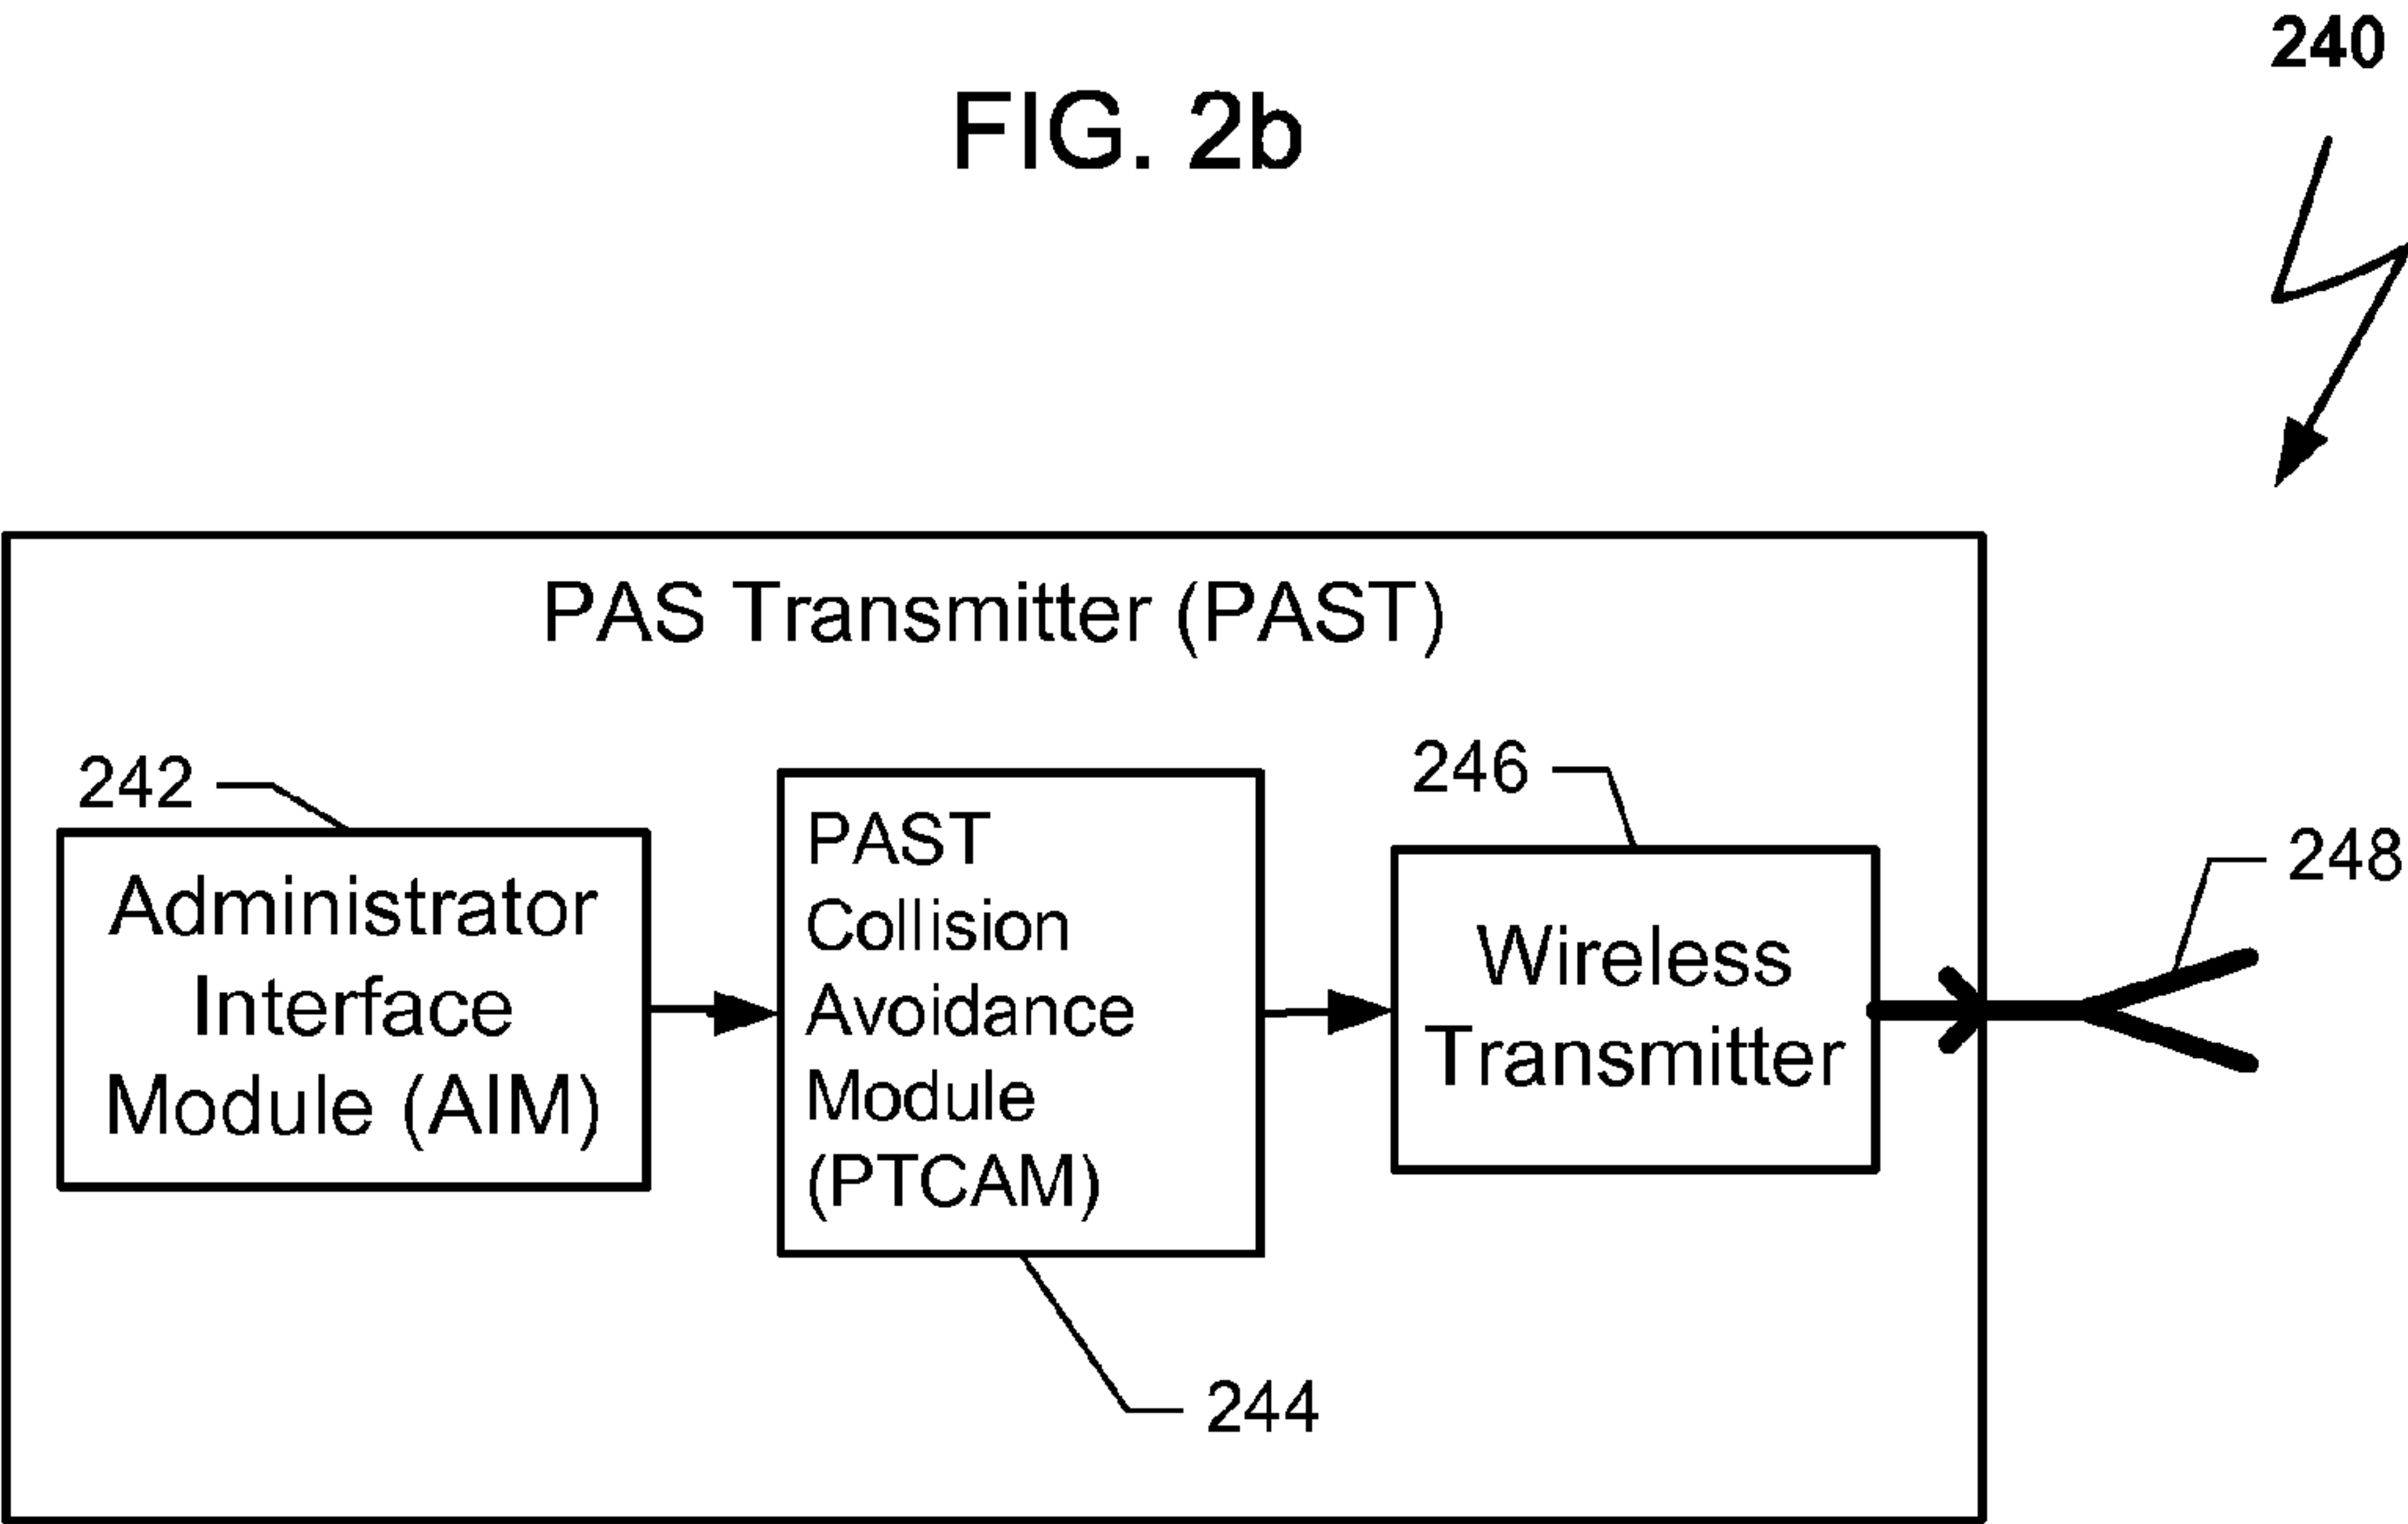 240
FIG. 2b
PAS Transmitter (PAST)
242
Administrator
Interface
Module (AIM)
PAST
Collision
Avoidance
Module
(PTCAM)
244
246
Wireless
Transmitter
248